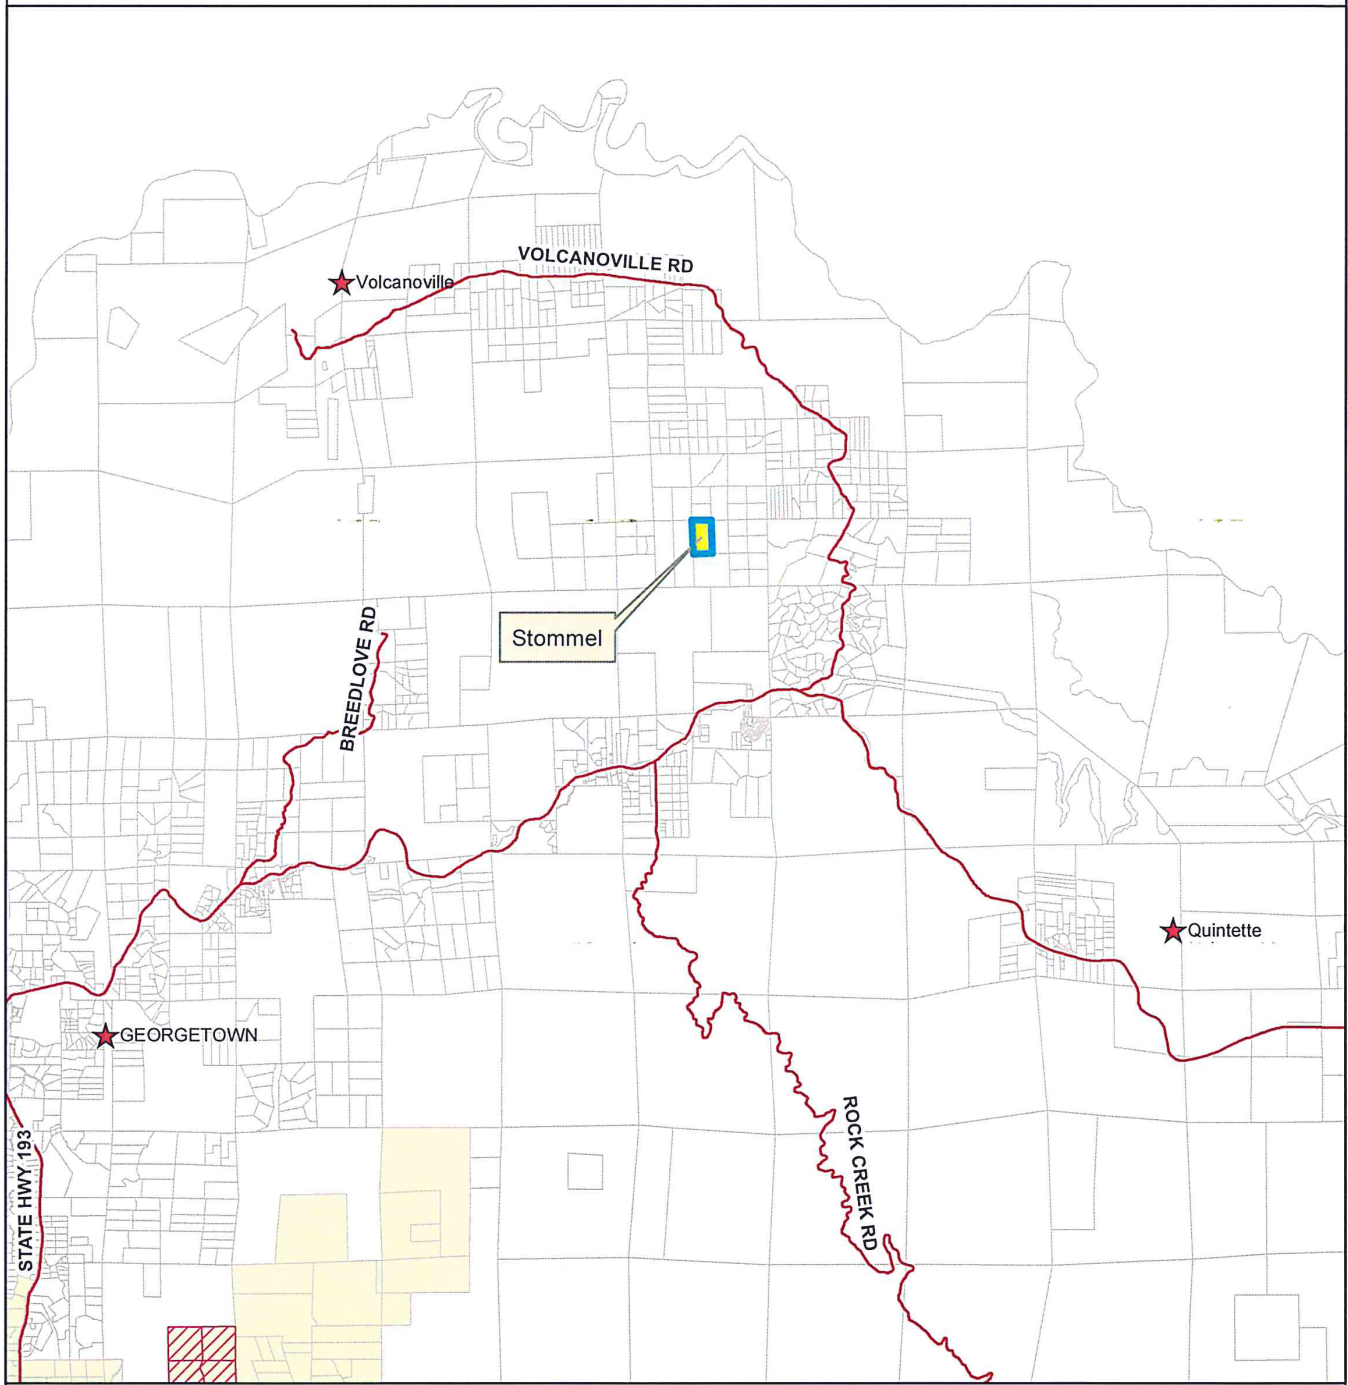 VOLCANOVILLE RD
Volcanoville
Stommel
BREEDLOVE RD
Quintette
GEORGETOWN
ROCK CREEK RD
STATE HWY 193